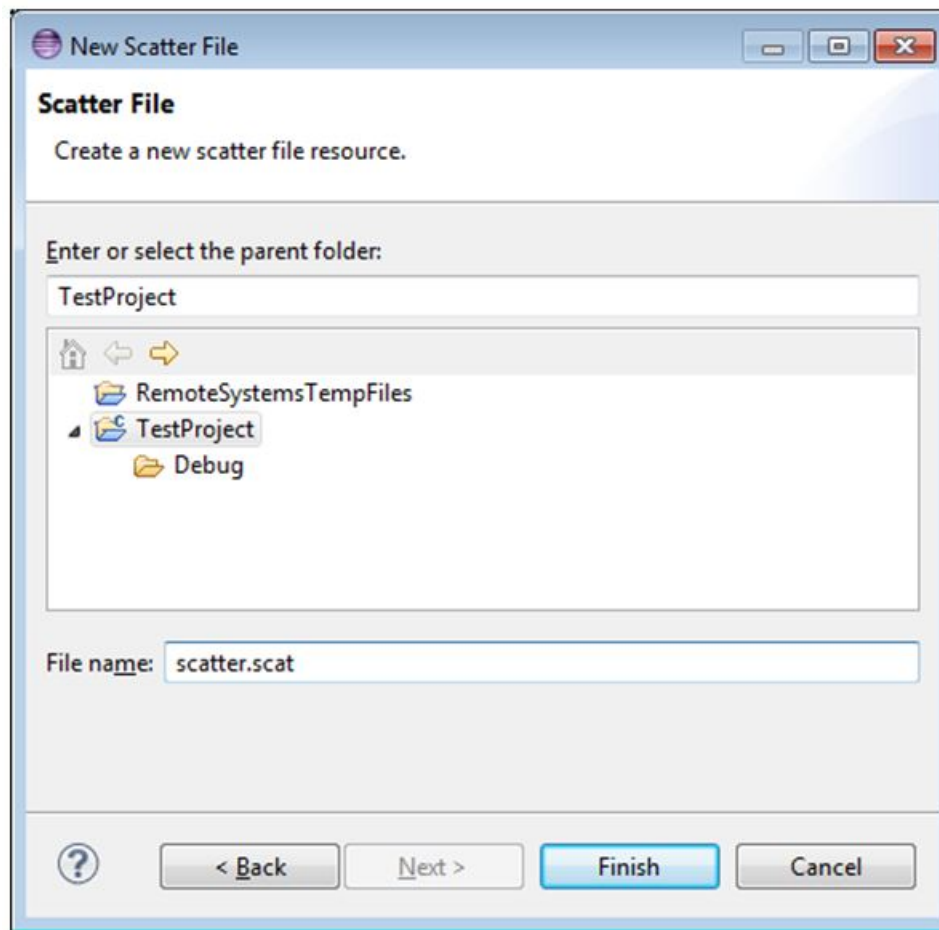 New Scatter File
Scatter File
Create a new scatter file resource.
Enter or select the parent folder:
TestProject
RemoteSystemsTempFiles
TestProject
Debug
File name: scatter.scat
< Back Next > Finish Cancel